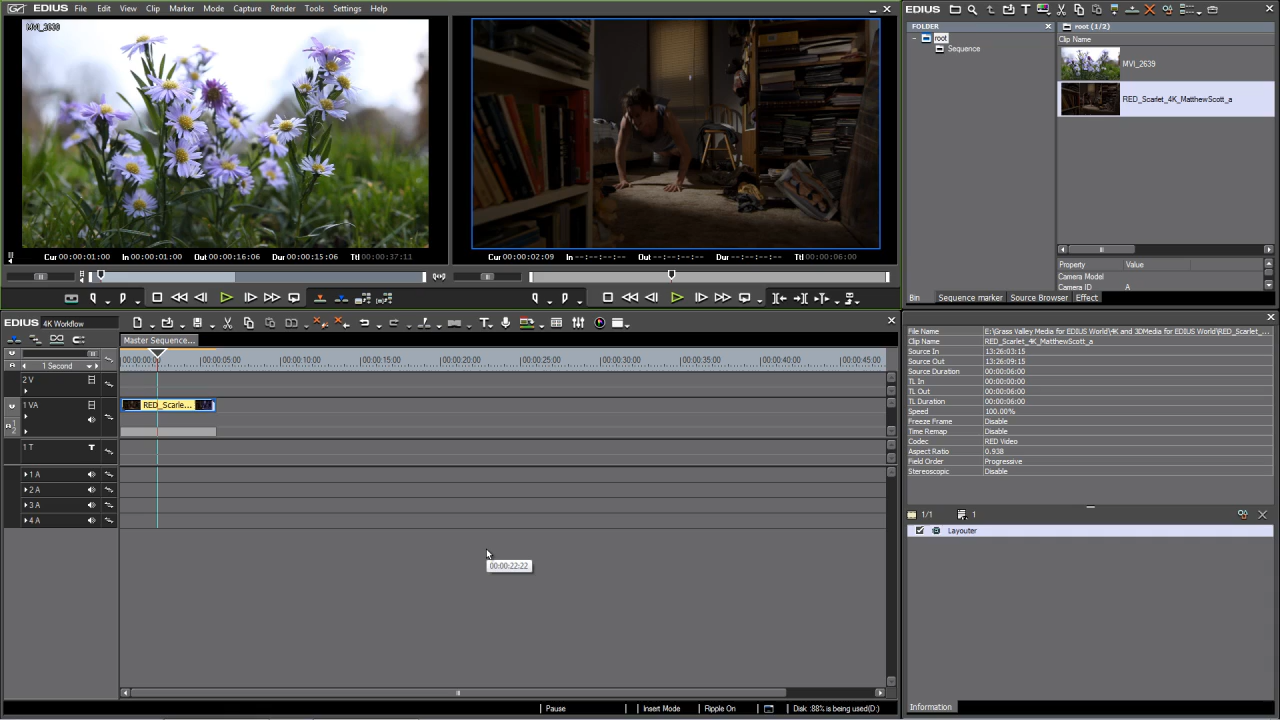 EDIUS File Edit View Clip Marker Mode Capture Render Tools Settings Help
Cur 00:00:01:00 In 00:00:01:00 Out 00:00:16:06 Dur 00:00:15:06 Ttl 00:00:37:11
Cur 00:00:02:09 In --:--:--:-- Out --:--:--:-- Dur --:--:--:-- Ttl 00:00:06:00
EDIUS
FOLDER
root
Sequence
root (1/2)
Clip Name
MVI_2639
RED_Scarlet_4K_MatthewScott_a
Property Value
Camera Model
Camera ID A
Bin Sequence marker Source Browser Effect
EDIUS 4K Workflow
Master Sequence...
1 Second
00:00:00:00 00:00:05:00 00:00:10:00 00:00:15:00 00:00:20:00 00:00:25:00 00:00:30:00 00:00:35:00 00:00:40:00 00:00:45:00
2 V
1 VA
RED_Scarle...
1 T T
1 A
2 A
3 A
4 A
00:00:22:22
Pause Insert Mode Ripple On Disk :88% is being used(D:)
File Name E:\Grass Valley Media for EDIUS World\4K and 3DMedia for EDIUS World\RED_Scarlet_...
Clip Name RED_Scarlet_4K_MatthewScott_a
Source In 13:26:03:15
Source Out 13:26:09:15
Source Duration 00:00:06:00
TL In 00:00:00:00
TL Out 00:00:06:00
TL Duration 00:00:06:00
Speed 100.00%
Freeze Frame Disable
Time Remap Disable
Codec RED Video
Aspect Ratio 0.938
Field Order Progressive
Stereoscopic Disable
1/1 1
Layouter
Information